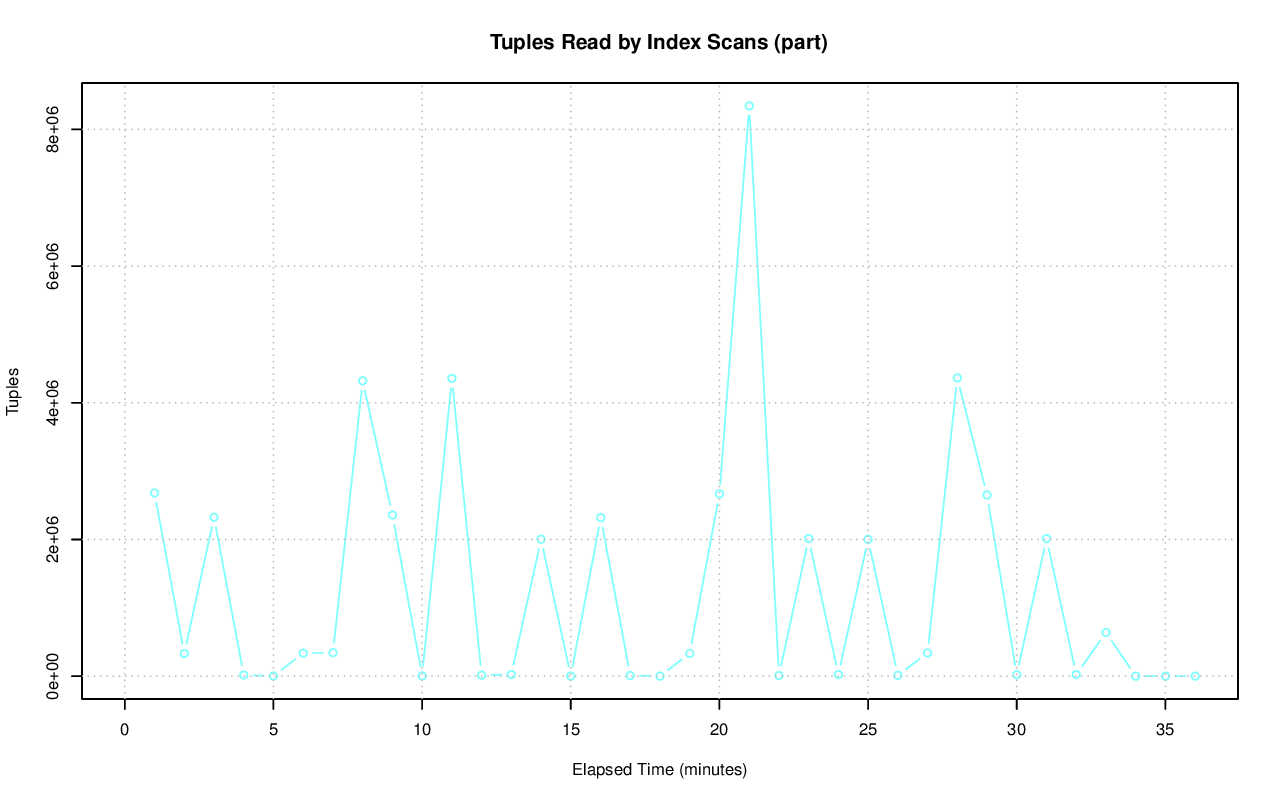 Tuples Read by Index Scans (part)
Tuples
8e+06
6e+06
4e+06
2e+06
0e+00
0 5 10 15 20 25 30 35
Elapsed Time (minutes)